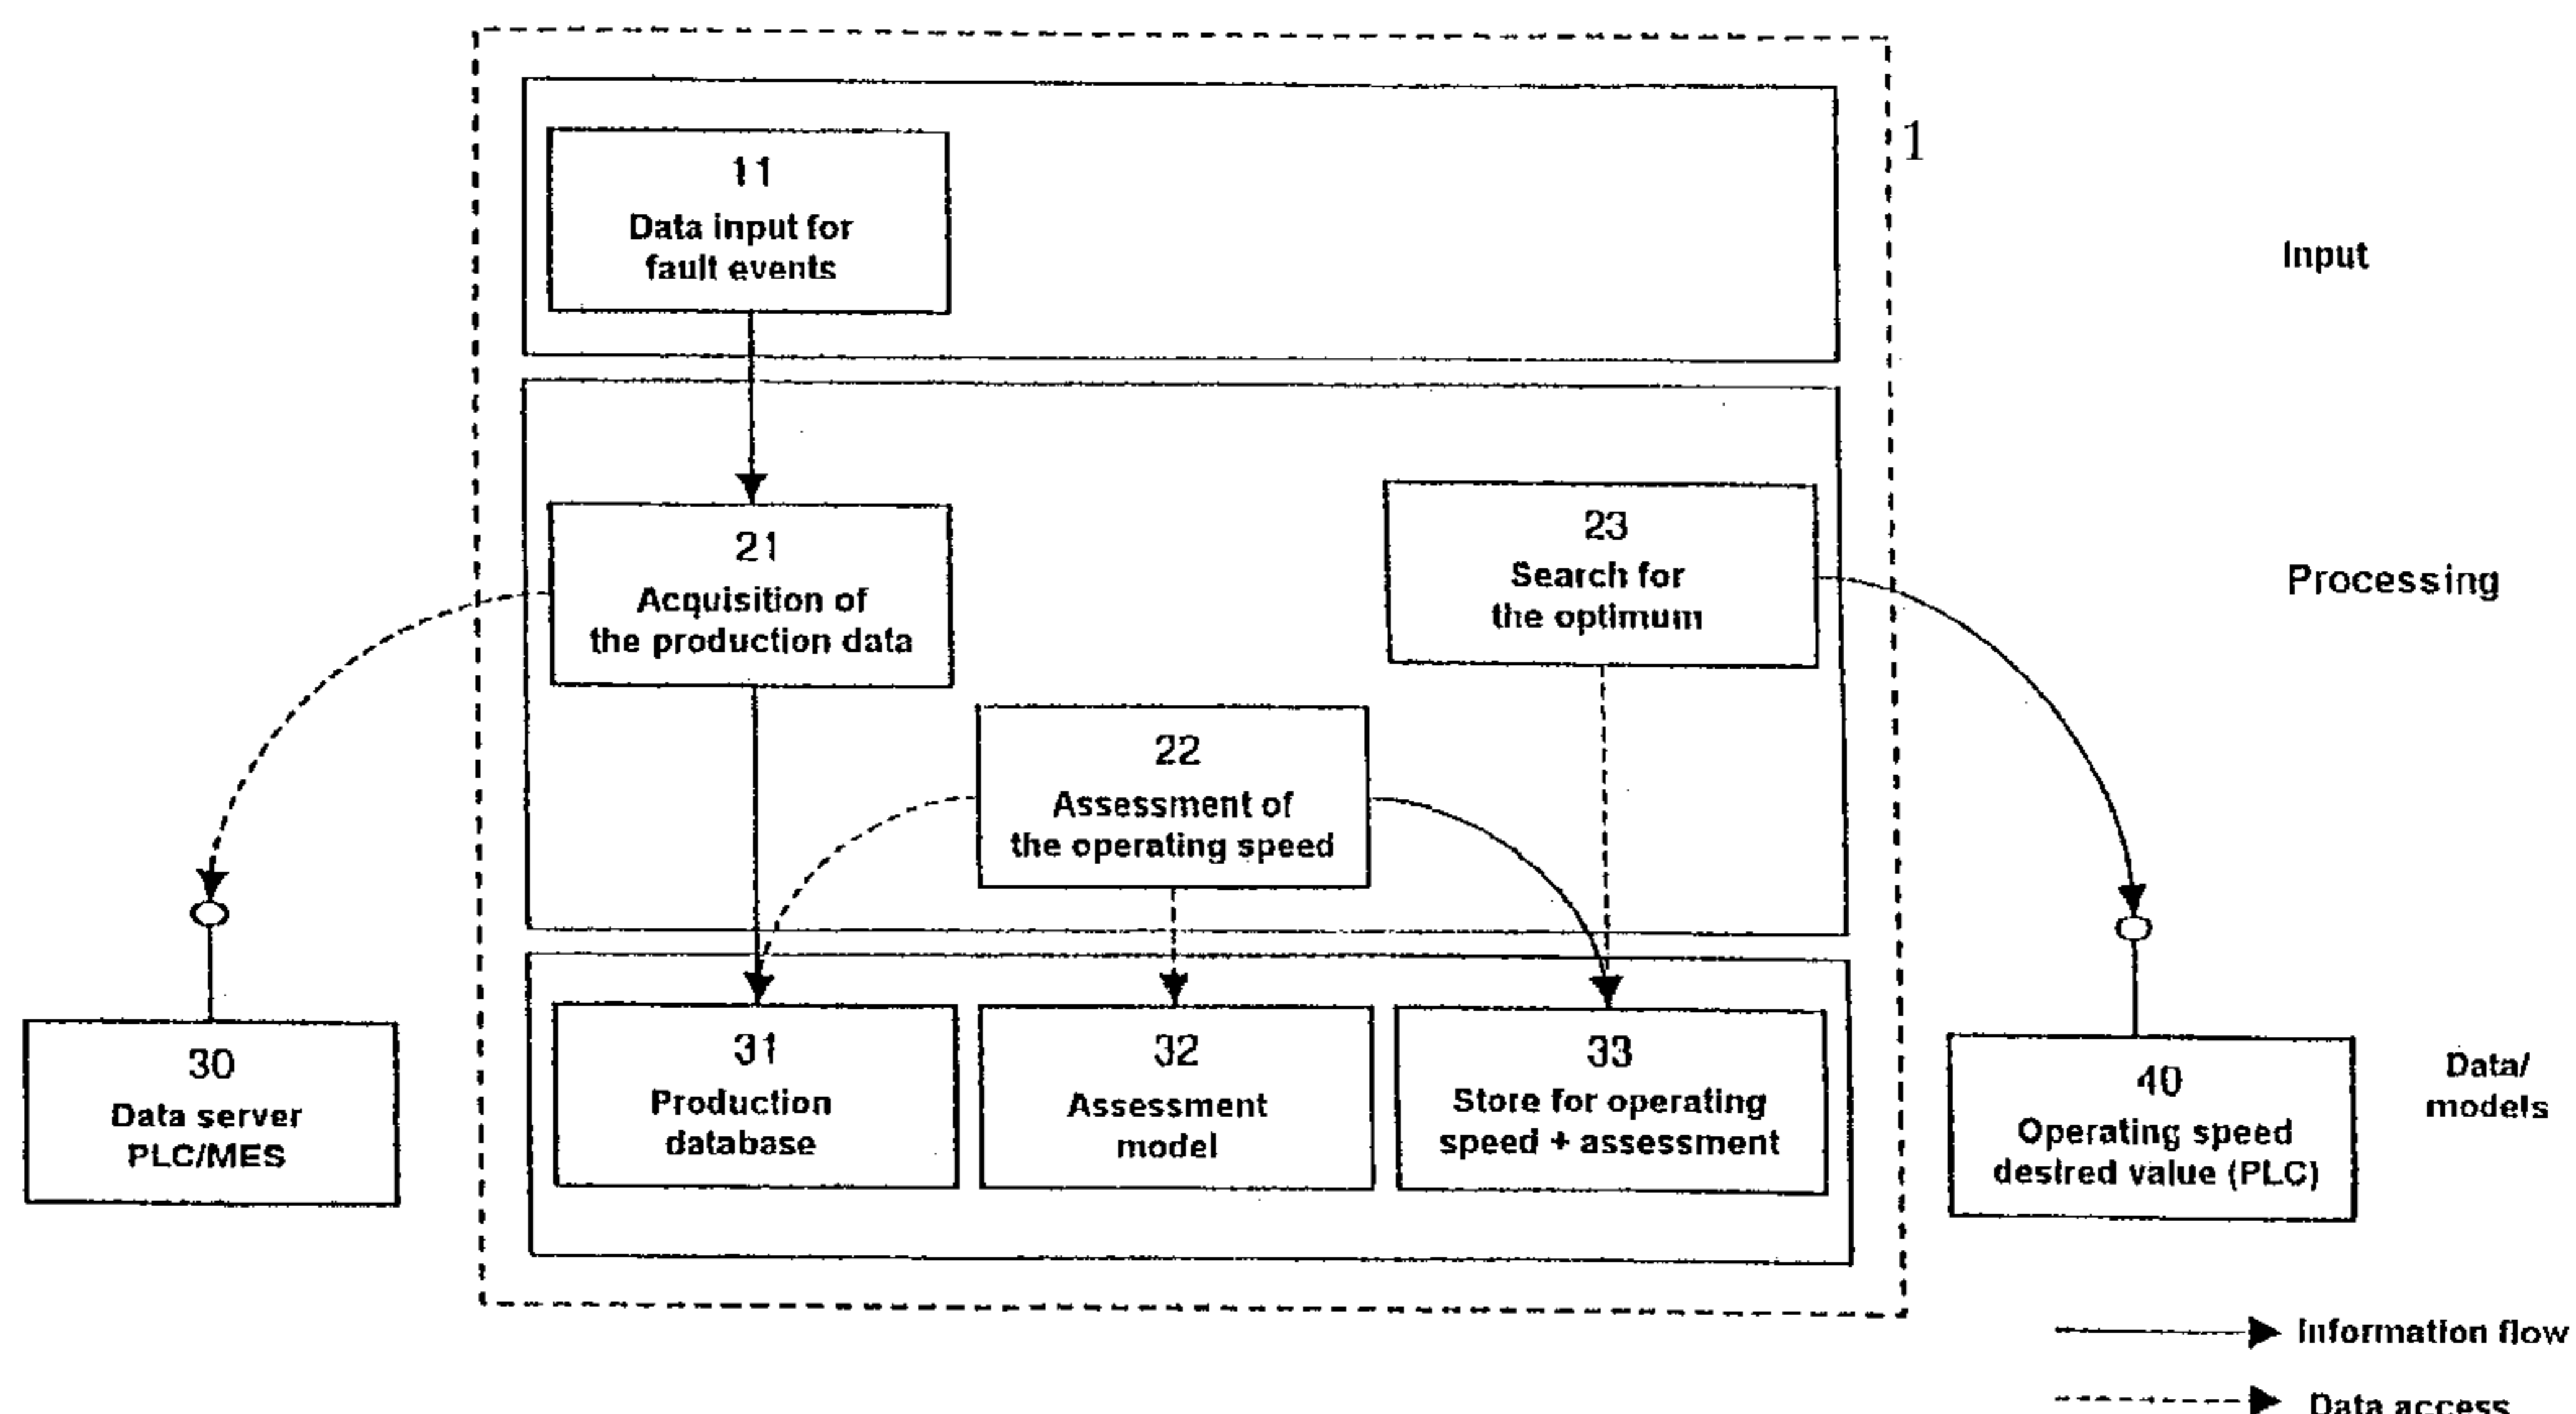 1
11
Data input for
fault events
Input
21
Acquisition of
the production data
23
Search for
the optimum
Processing
22
Assessment of
the operating speed
30
Data server
PLC/MES
31
Production
database
32
Assessment
model
33
Store for operating
speed + assessment
40
Operating speed
desired value (PLC)
Data/
models
Information flow
Data access